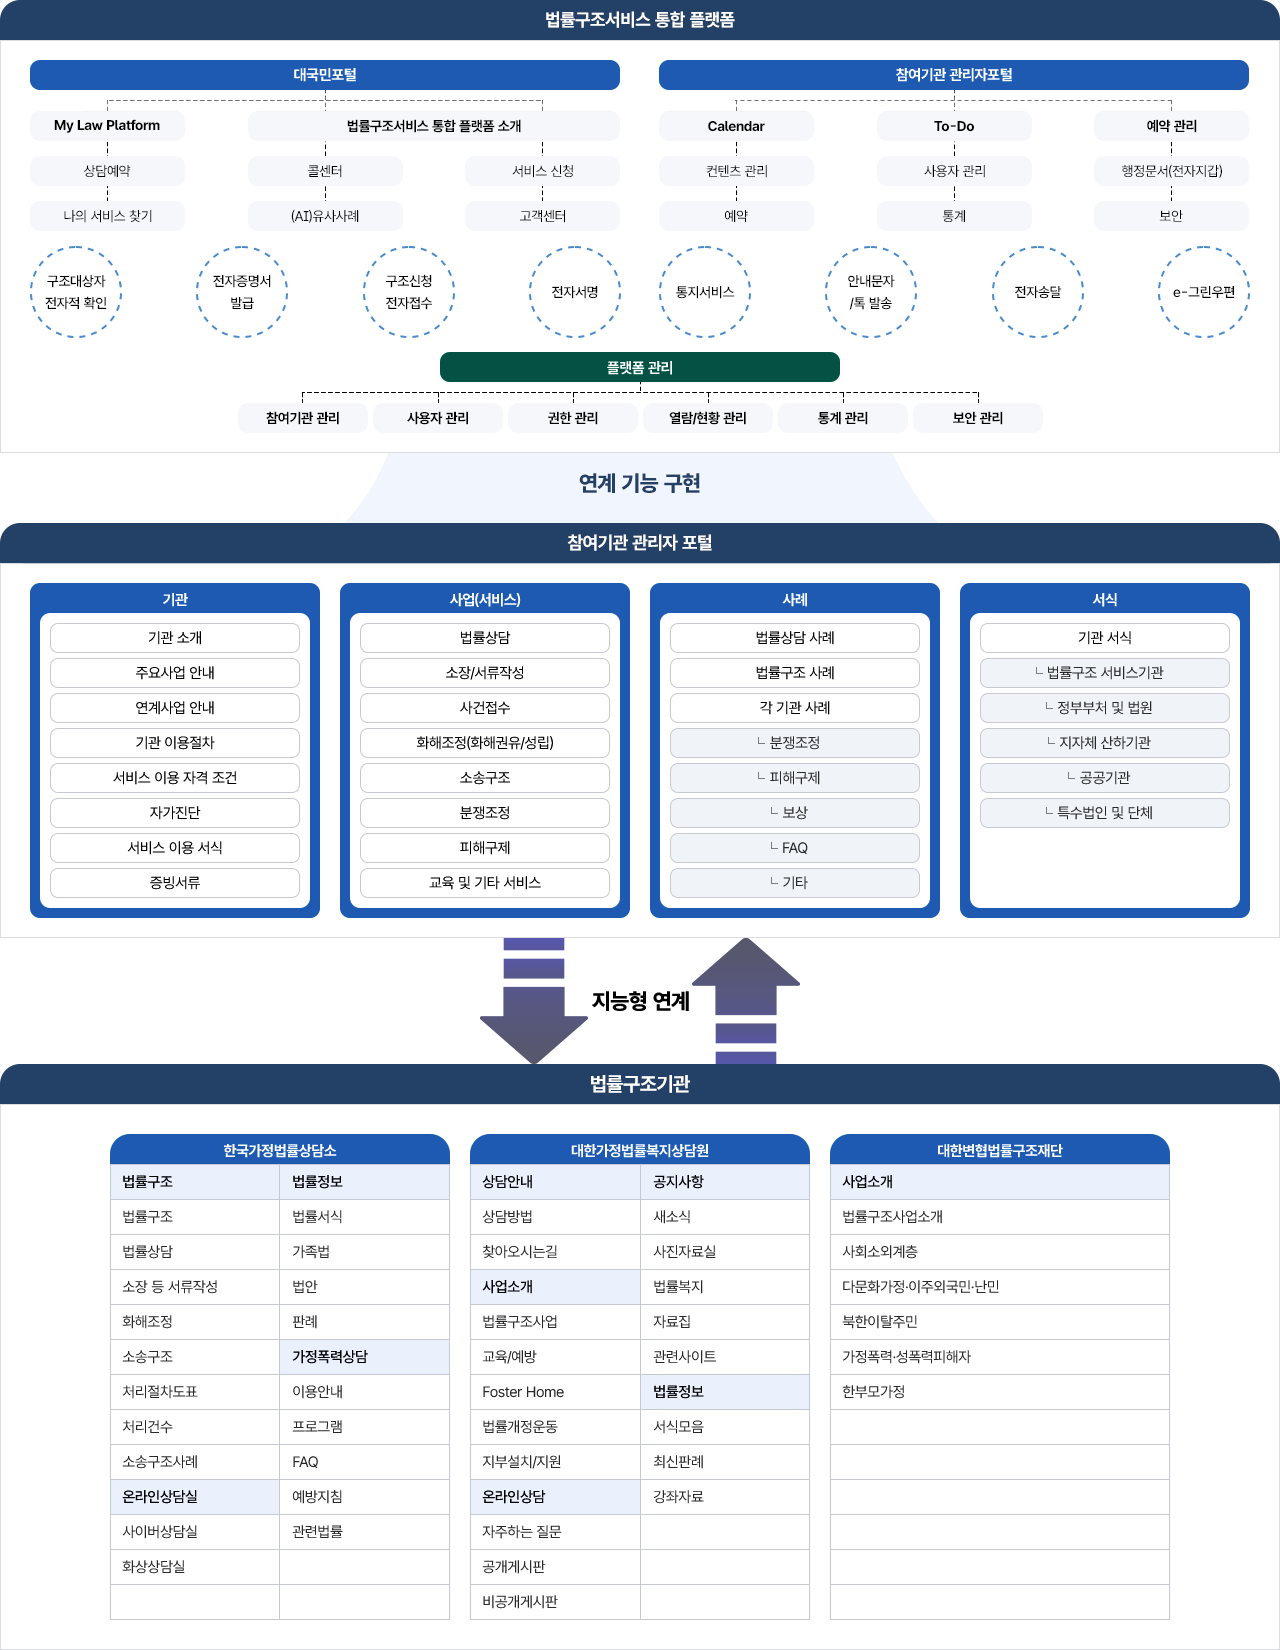 법률구조서비스 통합 플랫폼
대국민포털
참여기관 관리자포털
My Law Platform
법률구조서비스 통합 플랫폼 소개
Calendar
To-Do
예약 관리
상담예약
콜센터
서비스 신청
컨텐츠 관리
사용자 관리
행정문서(전자지갑)
나의 서비스 찾기
(AI)유사사례
고객센터
예약
통계
보안
구조대상자
전자적 확인
전자증명서
발급
구조신청
전자접수
전자서명
통지서비스
안내문자
/톡 발송
전자송달
e-그린우편
플랫폼 관리
참여기관 관리
사용자 관리
권한 관리
열람/현황 관리
통계 관리
보안 관리
연계 기능 구현
참여기관 관리자 포털
기관
기관 소개
주요사업 안내
연계사업 안내
기관 이용절차
서비스 이용 자격 조건
자가진단
서비스 이용 서식
증빙서류
사업(서비스)
법률상담
소장/서류작성
사건접수
화해조정(화해권유/성립)
소송구조
분쟁조정
피해구제
교육 및 기타 서비스
사례
법률상담 사례
법률구조 사례
각 기관 사례
└ 분쟁조정
└ 피해구제
└ 보상
└ FAQ
└ 기타
서식
기관 서식
└ 법률구조 서비스기관
└ 정부부처 및 법원
└ 지자체 산하기관
└ 공공기관
└ 특수법인 및 단체
지능형 연계
법률구조기관
한국가정법률상담소
법률구조
법률구조
법률상담
소장 등 서류작성
화해조정
소송구조
처리절차도표
처리건수
소송구조사례
온라인상담실
사이버상담실
화상상담실
법률정보
법률서식
가족법
법안
판례
가정폭력상담
이용안내
프로그램
FAQ
예방지침
관련법률
대한가정법률복지상담원
상담안내
상담방법
찾아오시는길
사업소개
법률구조사업
교육/예방
Foster Home
법률개정운동
지부설치/지원
온라인상담
자주하는 질문
공개게시판
비공개게시판
공지사항
새소식
사진자료실
법률복지
자료집
관련사이트
법률정보
서식모음
최신판례
강좌자료
대한변협법률구조재단
사업소개
법률구조사업소개
사회소외계층
다문화가정·이주외국민·난민
북한이탈주민
가정폭력·성폭력피해자
한부모가정